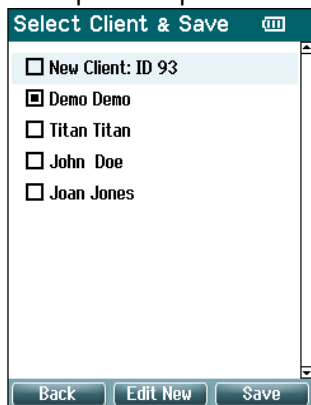 Select Client & Save
New Client: ID 93
Demo Demo
Titan Titan
John Doe
Joan Jones
Back Edit New Save